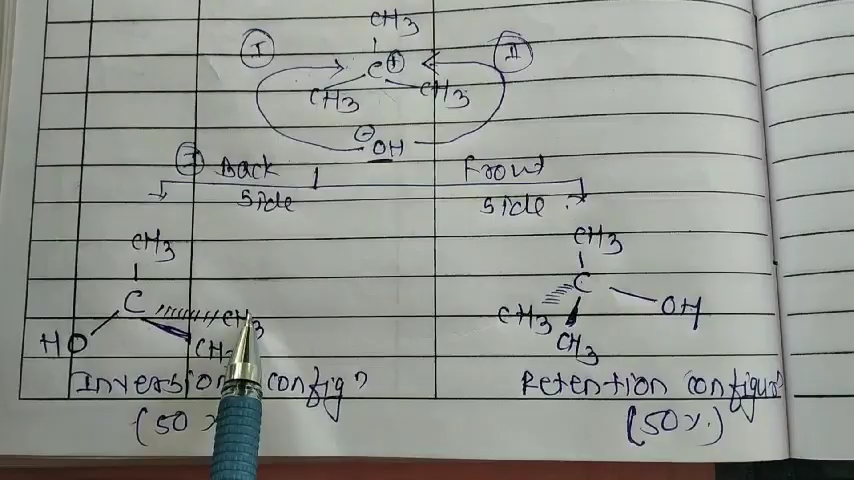 CH3
I
C⊕
II
CH3
CH3
⊖OH
I Back
Front
Side
Side
CH3
CH3
C
C
CH3
CH3
OH
HO
CH3
Inversion config
Retention configu
(50
(50%)